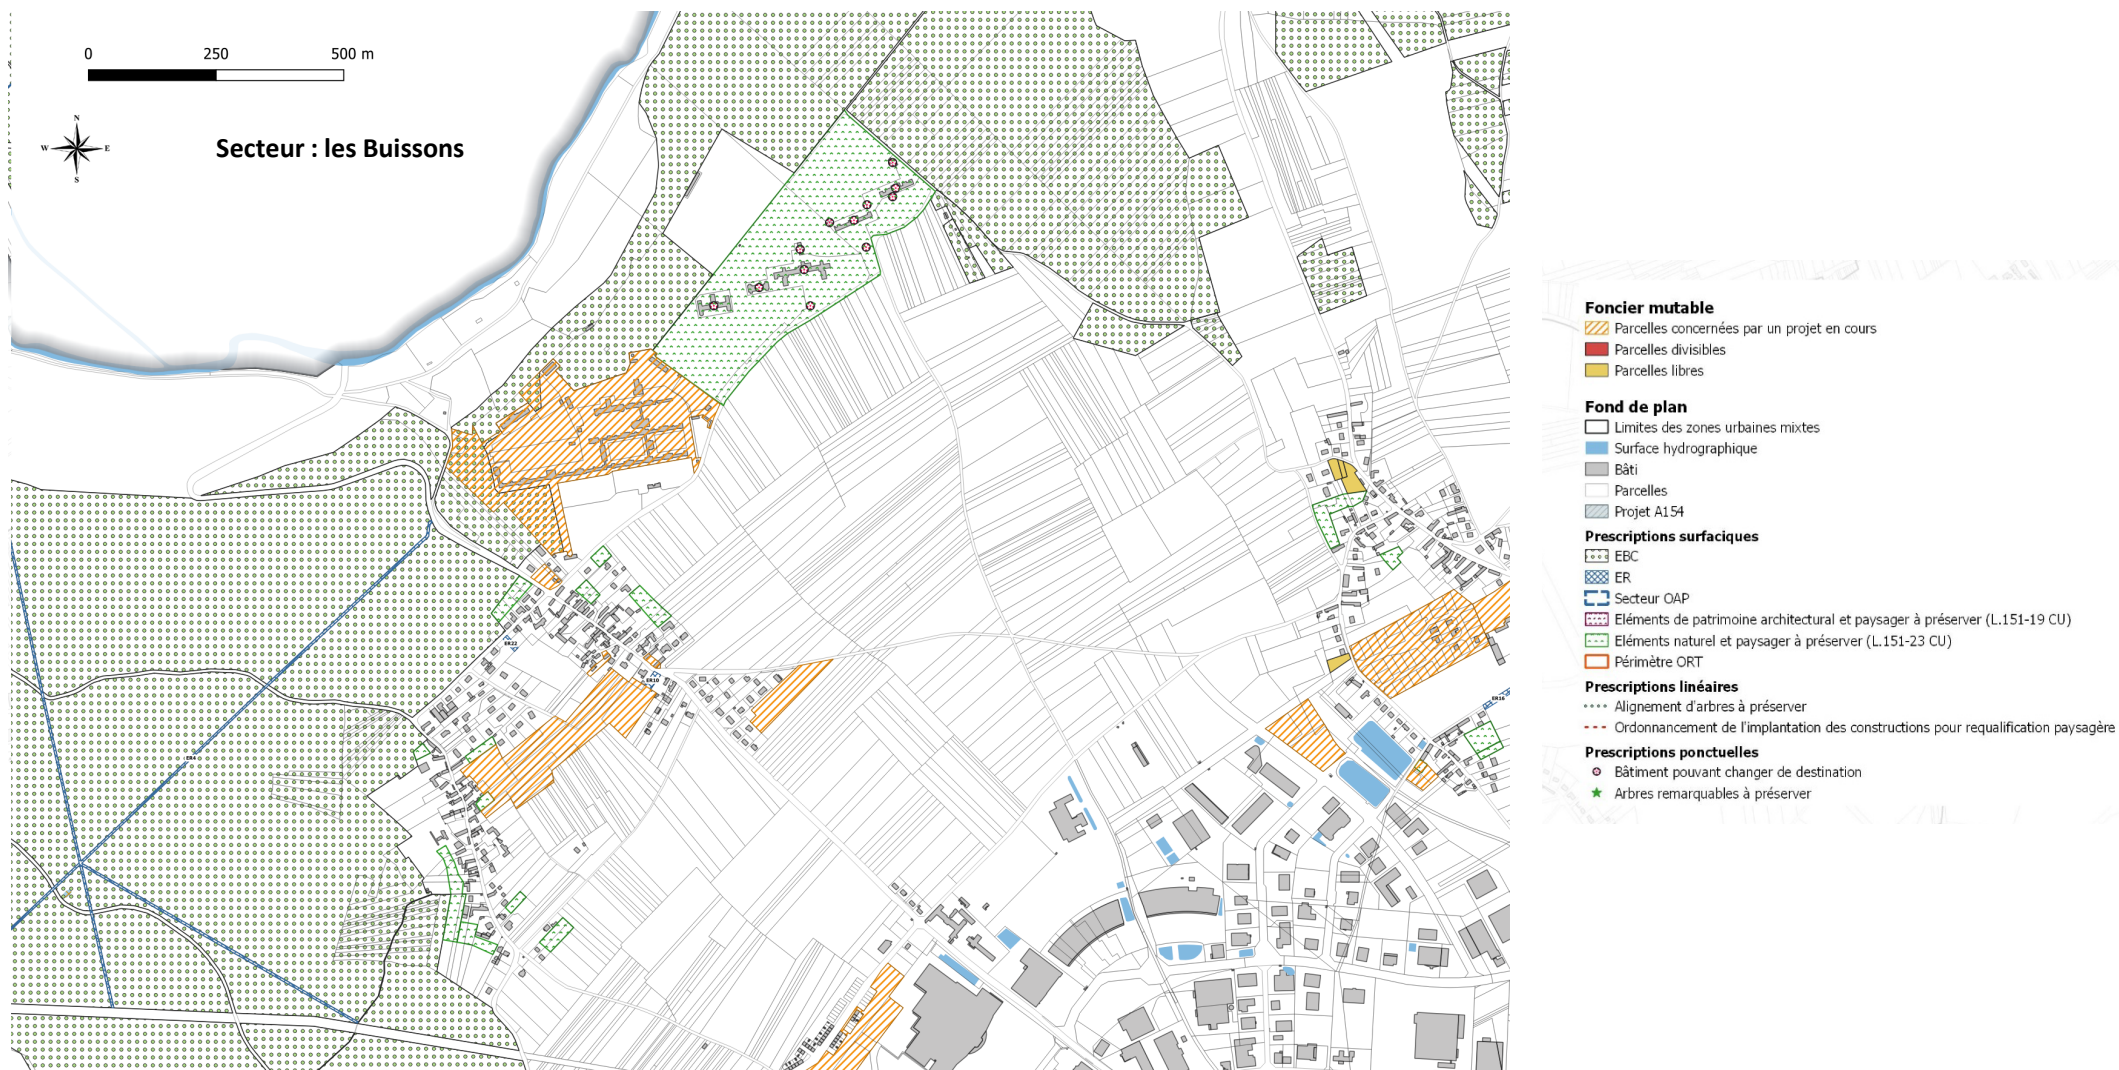 0 250 500 m
N
W E
S
Secteur : les Buissons
ER22
ER10
ER16
ER4
Foncier mutable
Parcelles concernées par un projet en cours
Parcelles divisibles
Parcelles libres
Fond de plan
Limites des zones urbaines mixtes
Surface hydrographique
Bâti
Parcelles
Projet A154
Prescriptions surfaciques
EBC
ER
Secteur OAP
Eléments de patrimoine architectural et paysager à préserver (L.151-19 CU)
Eléments naturel et paysager à préserver (L.151-23 CU)
Périmètre ORT
Prescriptions linéaires
Alignement d'arbres à préserver
Ordonnancement de l'implantation des constructions pour requalification paysagère
Prescriptions ponctuelles
Bâtiment pouvant changer de destination
Arbres remarquables à préserver